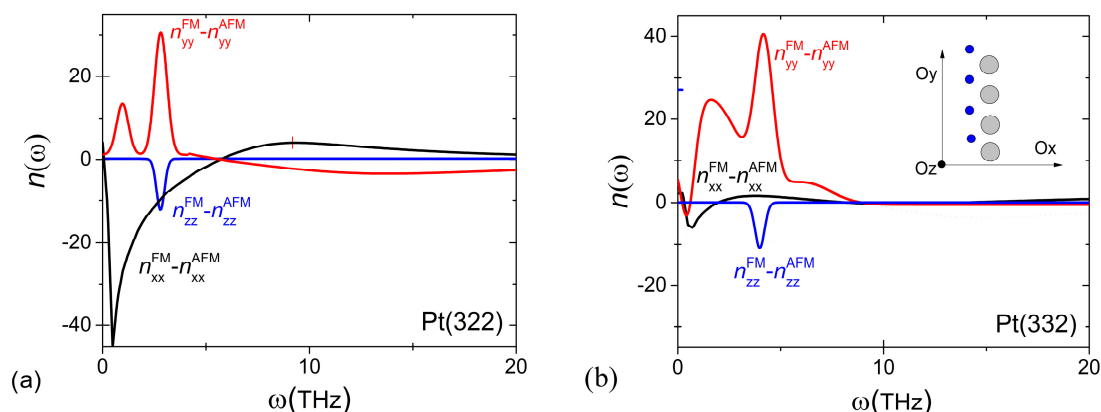 n_yy^FM-n_yy^AFM
20
0
-20
-40
n(ω)
n_zz^FM-n_zz^AFM
n_xx^FM-n_xx^AFM
Pt(322)
0
10
20
ω(THz)
(a)
40
20
0
-20
n(ω)
n_yy^FM-n_yy^AFM
Oy
Ox
Oz
n_xx^FM-n_xx^AFM
n_zz^FM-n_zz^AFM
Pt(332)
0
10
20
ω(THz)
(b)